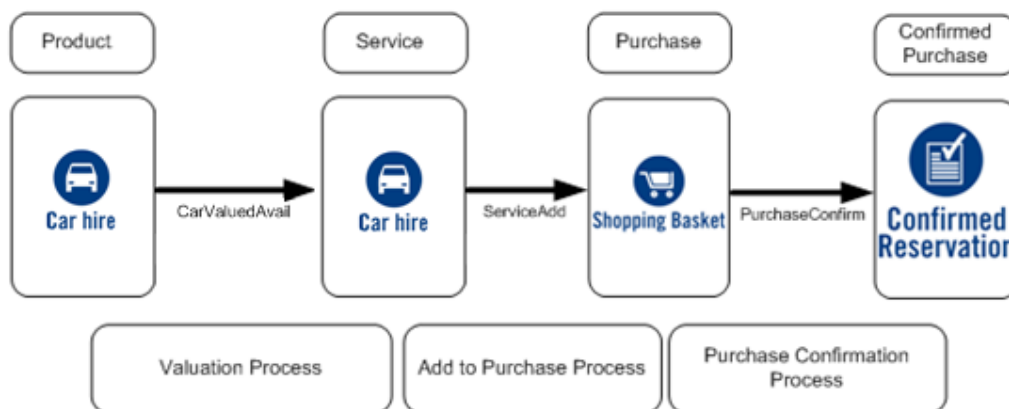 Product
Service
Purchase
Confirmed
Purchase
Car hire
CarValuedAvail
Car hire
ServiceAdd
Shopping Basket
PurchaseConfirm
Confirmed
Reservation
Valuation Process
Add to Purchase Process
Purchase Confirmation
Process